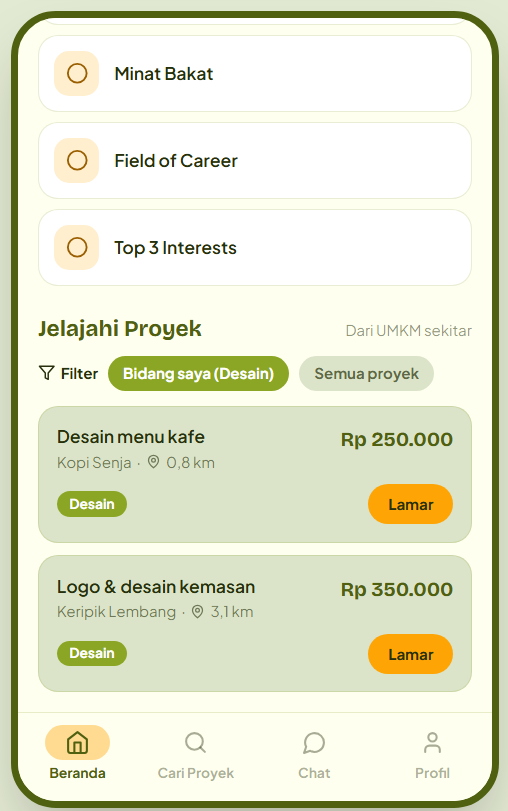 Minat Bakat
Field of Career
Top 3 Interests
Jelajahi Proyek
Dari UMKM sekitar
Filter
Bidang saya (Desain)
Semua proyek
Desain menu kafe
Rp 250.000
Kopi Senja · 0,8 km
Desain
Lamar
Logo & desain kemasan
Rp 350.000
Keripik Lembang · 3,1 km
Desain
Lamar
Beranda
Cari Proyek
Chat
Profil